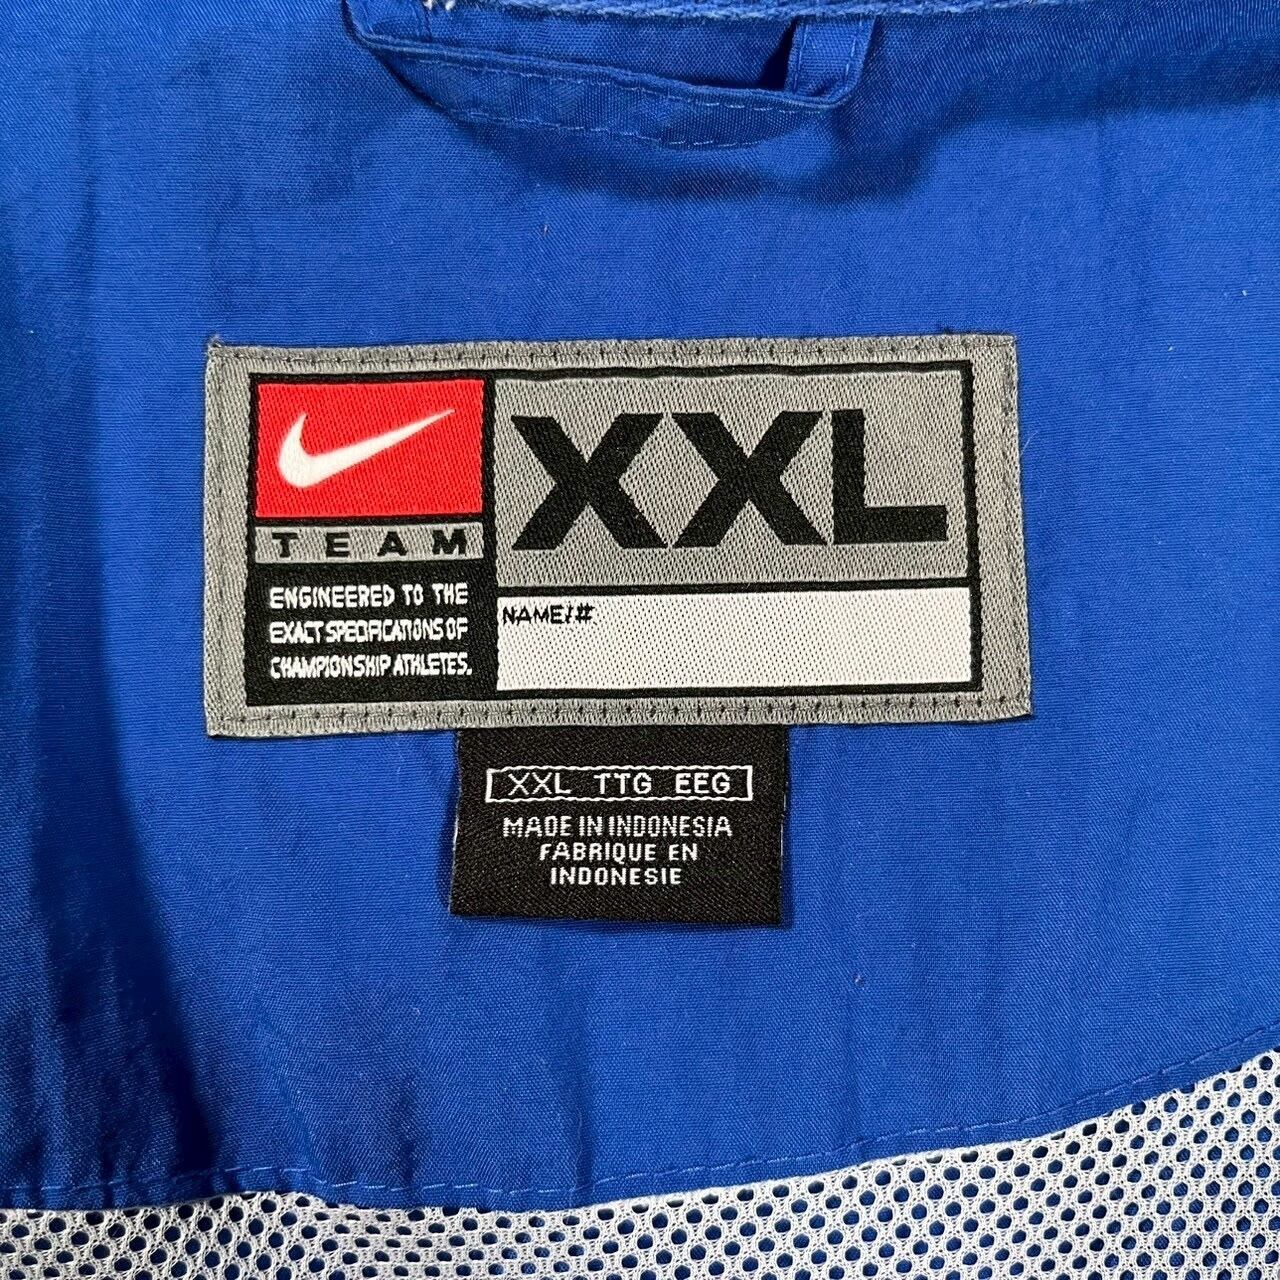 XXL
TEAM
ENGINEERED TO THE
EXACT SPECIFICATIONS OF
CHAMPIONSHIP ATHLETES.
NAME/#
XXL TTG EEG
MADE IN INDONESIA
FABRIQUE EN
INDONESIE